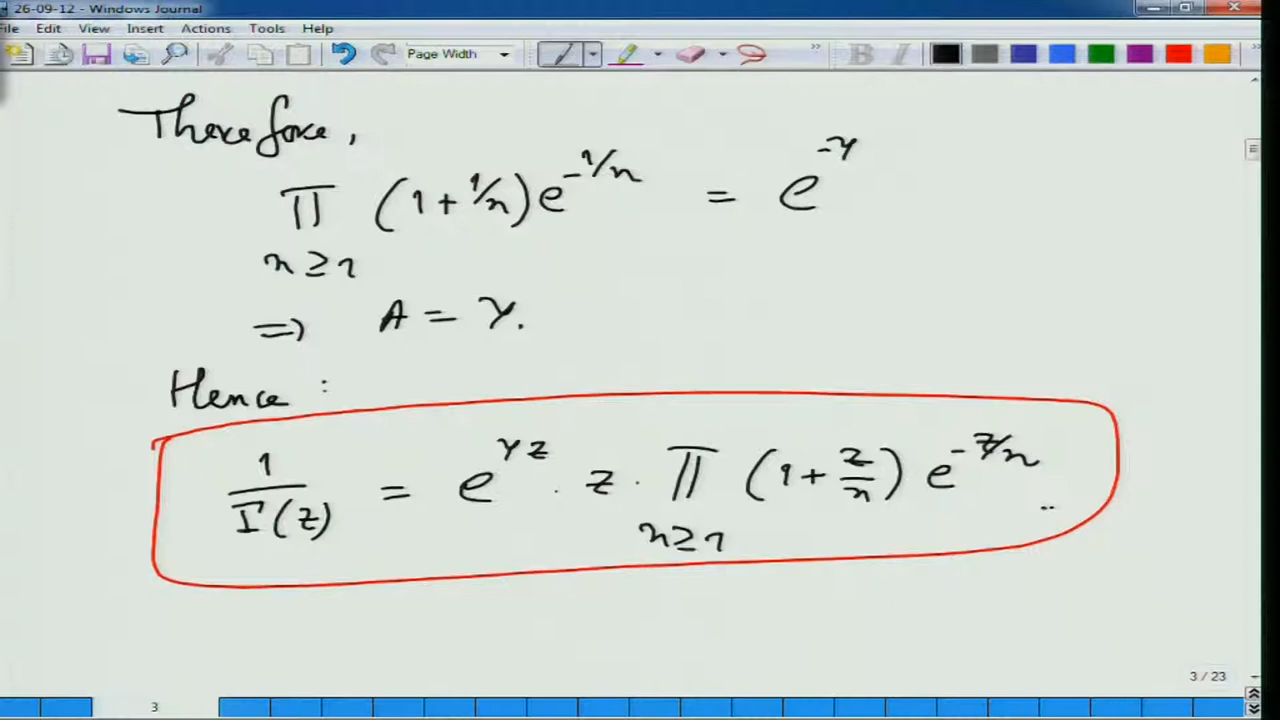 26-09-12 - Windows Journal
File Edit View Insert Actions Tools Help
Page Width B I
Therefore,
∏ (1 + 1/n) e^{-1/n} = e^{-γ}
n ≥ 1
⇒ A = γ.
Hence :
1/Γ(z) = e^{γz} . z . ∏ (1 + z/n) e^{-z/n} ..
n ≥ 1
3 / 23
3